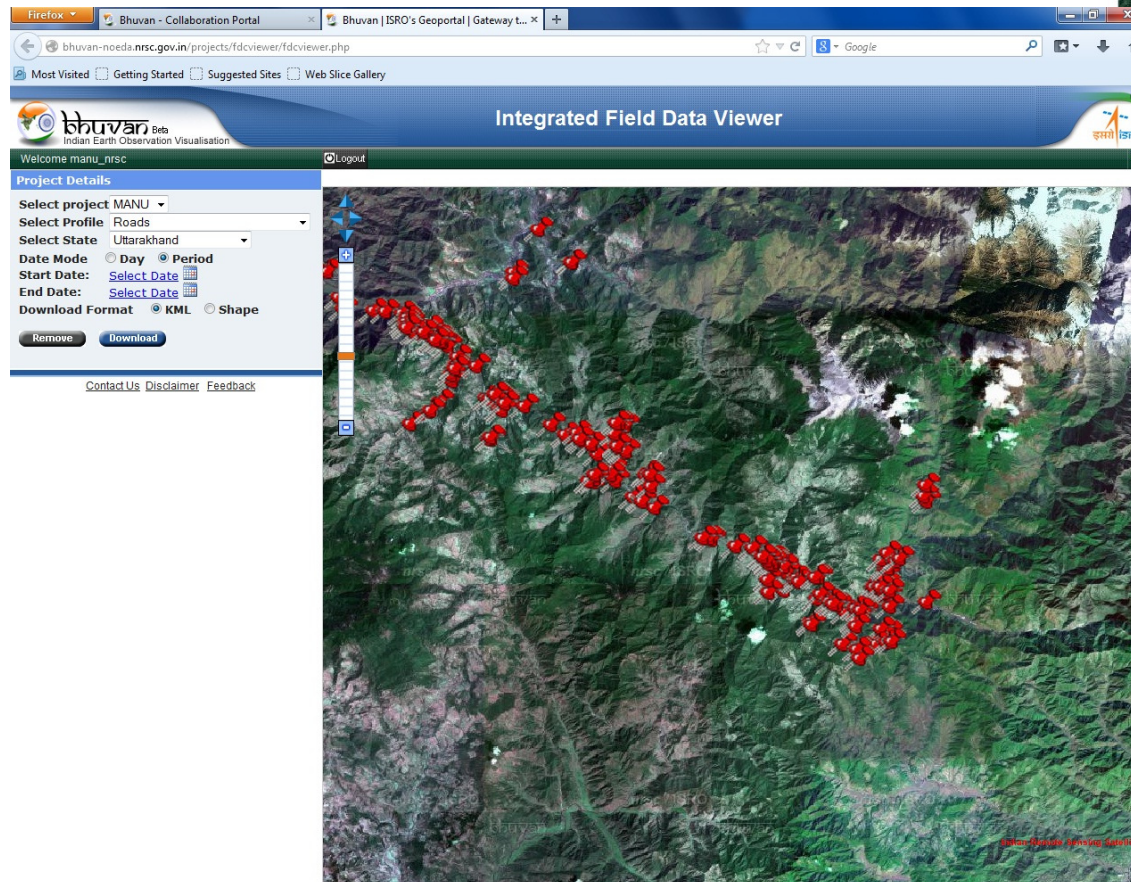 Firefox
Bhuvan - Collaboration Portal
Bhuvan | ISRO's Geoportal | Gateway t...
bhuvan-noeda.nrsc.gov.in/projects/fdcviewer/fdcviewer.php
Google
Most Visited Getting Started Suggested Sites Web Slice Gallery
bhuvan Beta
Indian Earth Observation Visualisation
Integrated Field Data Viewer
इसरो
Welcome manu_nrsc
Logout
Project Details
Select project MANU
Select Profile Roads
Select State Uttarakhand
Date Mode Day Period
Start Date: Select Date
End Date: Select Date
Download Format KML Shape
Remove Download
Contact Us Disclaimer Feedback
bhuvan